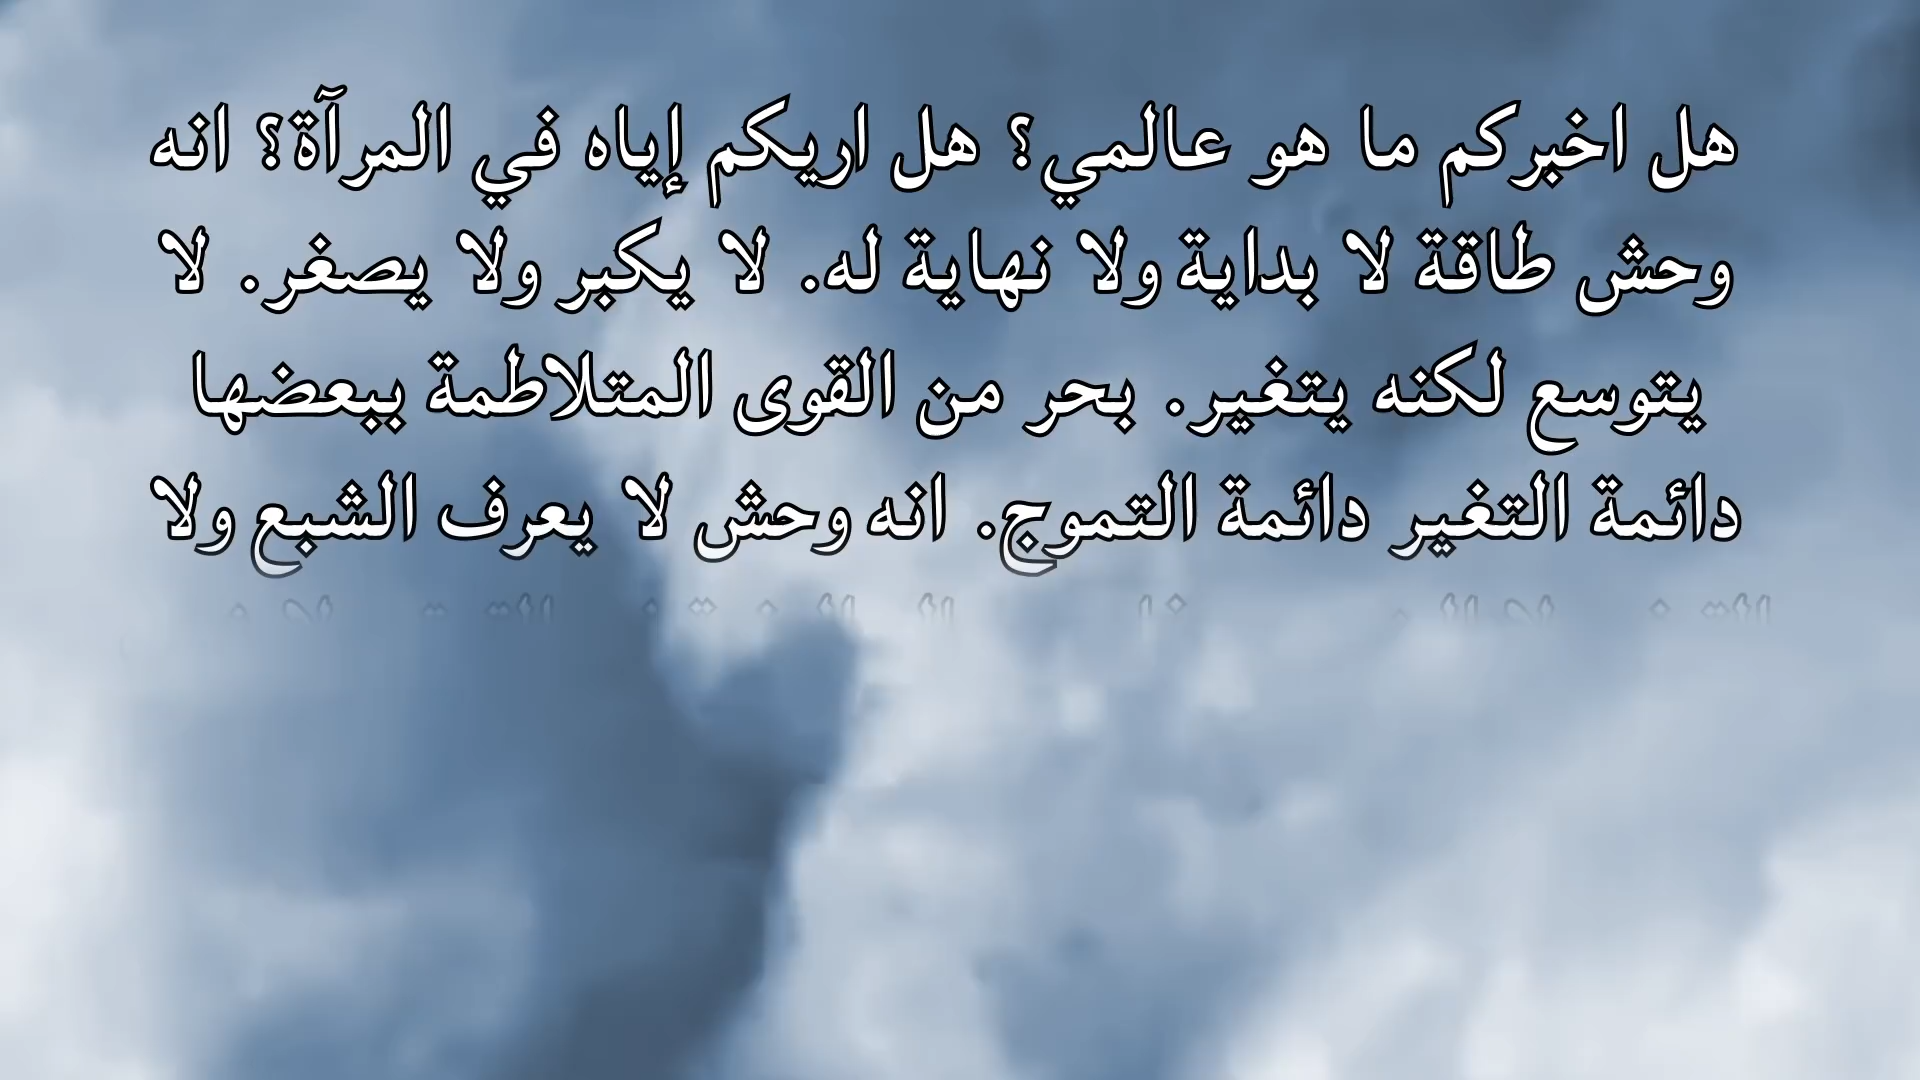 هل اخبركم ما هو عالمي؟ هل اريكم إياه في المرآة؟ انه
وحش طاقة لا بداية ولا نهاية له. لا يكبر ولا يصغر. لا
يتوسع لكنه يتغير. بحر من القوى المتلاطمة ببعضها
دائمة التغير دائمة التموج. انه وحش لا يعرف الشبع ولا